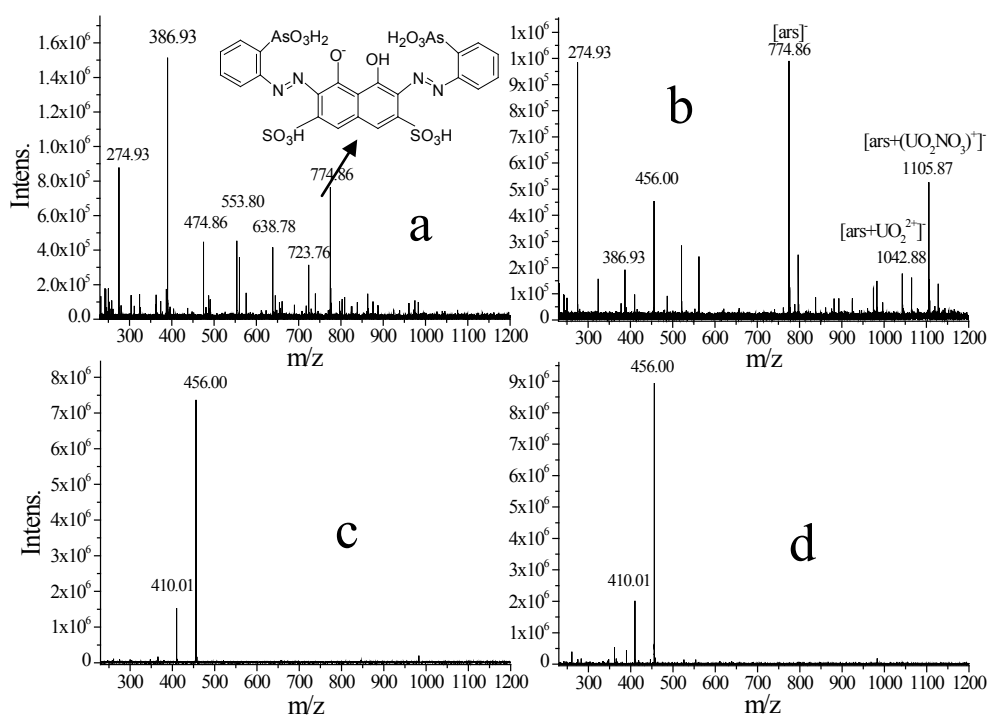 386.93
AsO₃H₂
O⁻
OH
H₂O₃As
N
N
N
N
SO₃H
SO₃H
274.93
774.86
553.80
474.86
638.78
723.76
a
1.6x10⁶
1.4x10⁶
1.2x10⁶
1.0x10⁶
8.0x10⁵
6.0x10⁵
4.0x10⁵
2.0x10⁵
0.0
Intens.
300 400 500 600 700 800 900 1000 1100 1200
m/z
[ars]⁻
774.86
274.93
b
[ars+(UO₂NO₃)⁺]⁻
1105.87
456.00
[ars+UO₂²⁺]⁻
1042.88
386.93
1x10⁶
9x10⁵
8x10⁵
7x10⁵
6x10⁵
5x10⁵
4x10⁵
3x10⁵
2x10⁵
1x10⁵
0
300 400 500 600 700 800 900 1000 1100 1200
m/z
456.00
c
410.01
8x10⁶
7x10⁶
6x10⁶
5x10⁶
4x10⁶
3x10⁶
2x10⁶
1x10⁶
0
Intens.
300 400 500 600 700 800 900 1000 1100 1200
m/z
456.00
d
410.01
9x10⁶
8x10⁶
7x10⁶
6x10⁶
5x10⁶
4x10⁶
3x10⁶
2x10⁶
1x10⁶
0
300 400 500 600 700 800 900 1000 1100 1200
m/z